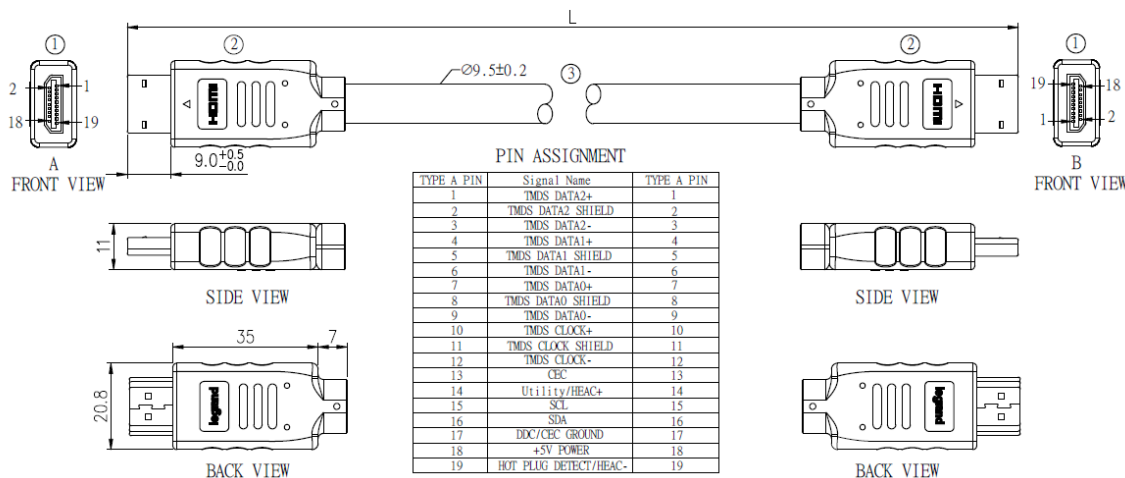 L
① ② ② ①
2 1
18 19
A
FRONT VIEW
HDMI
9.0 +0.5 -0.0
Ø9.5±0.2
③
HDMI
19 18
1 2
B
FRONT VIEW
PIN ASSIGNMENT
TYPE A PIN Signal Name TYPE A PIN
1 TMDS DATA2+ 1
2 TMDS DATA2 SHIELD 2
3 TMDS DATA2- 3
4 TMDS DATA1+ 4
5 TMDS DATA1 SHIELD 5
6 TMDS DATA1- 6
7 TMDS DATA0+ 7
8 TMDS DATA0 SHIELD 8
9 TMDS DATA0- 9
10 TMDS CLOCK+ 10
11 TMDS CLOCK SHIELD 11
12 TMDS CLOCK- 12
13 CEC 13
14 Utility/HEAC+ 14
15 SCL 15
16 SDA 16
17 DDC/CEC GROUND 17
18 +5V POWER 18
19 HOT PLUG DETECT/HEAC- 19
11
SIDE VIEW
SIDE VIEW
35 7
20.8
legrand
BACK VIEW
legrand
BACK VIEW